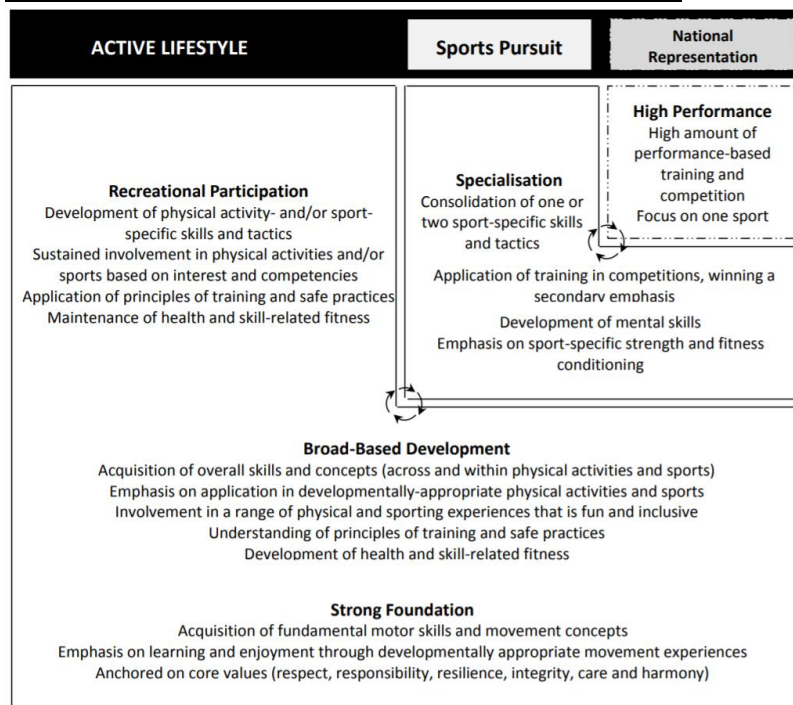 ACTIVE LIFESTYLE
Sports Pursuit
National
Representation
High Performance
High amount of
performance-based
training and
competition
Focus on one sport
Recreational Participation
Development of physical activity- and/or sport-
specific skills and tactics
Sustained involvement in physical activities and/or
sports based on interest and competencies
Application of principles of training and safe practices
Maintenance of health and skill-related fitness
Specialisation
Consolidation of one or
two sport-specific skills
and tactics
Application of training in competitions, winning a
secondary emphasis
Development of mental skills
Emphasis on sport-specific strength and fitness
conditioning
Broad-Based Development
Acquisition of overall skills and concepts (across and within physical activities and sports)
Emphasis on application in developmentally-appropriate physical activities and sports
Involvement in a range of physical and sporting experiences that is fun and inclusive
Understanding of principles of training and safe practices
Development of health and skill-related fitness
Strong Foundation
Acquisition of fundamental motor skills and movement concepts
Emphasis on learning and enjoyment through developmentally appropriate movement experiences
Anchored on core values (respect, responsibility, resilience, integrity, care and harmony)